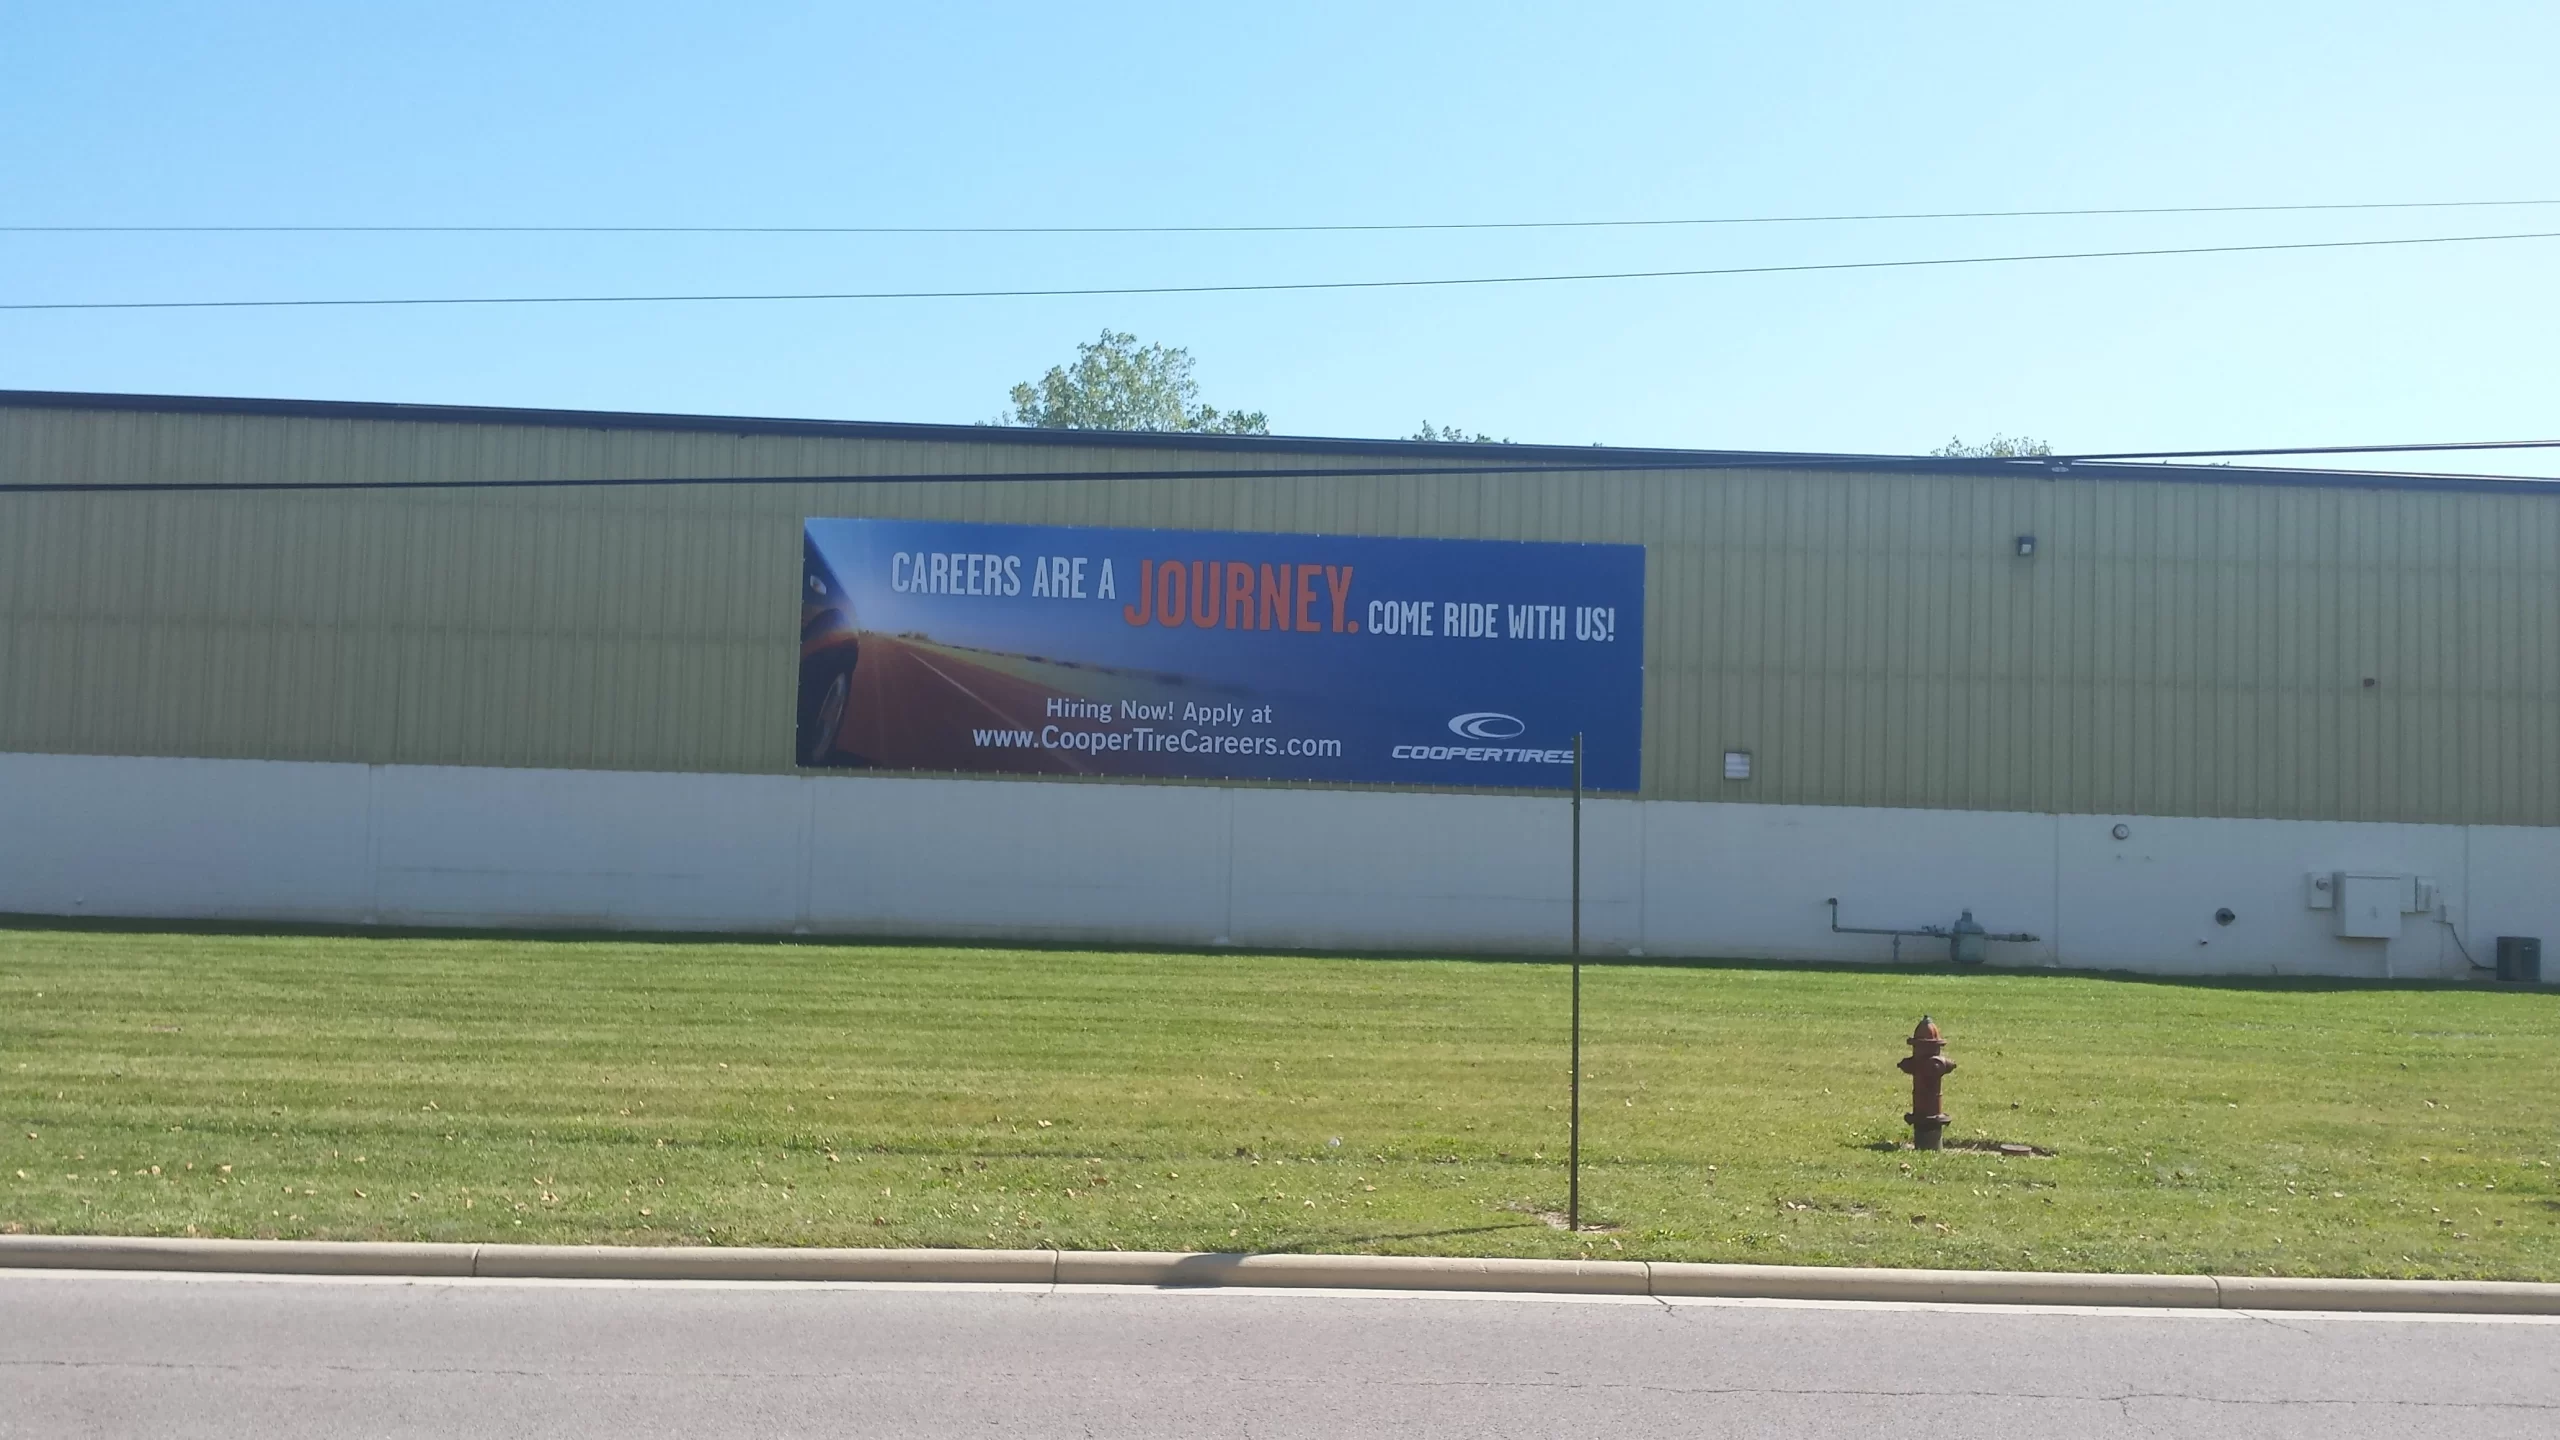 CAREERS ARE A JOURNEY. COME RIDE WITH US!
Hiring Now! Apply at
www.CooperTireCareers.com
COOPERTIRES